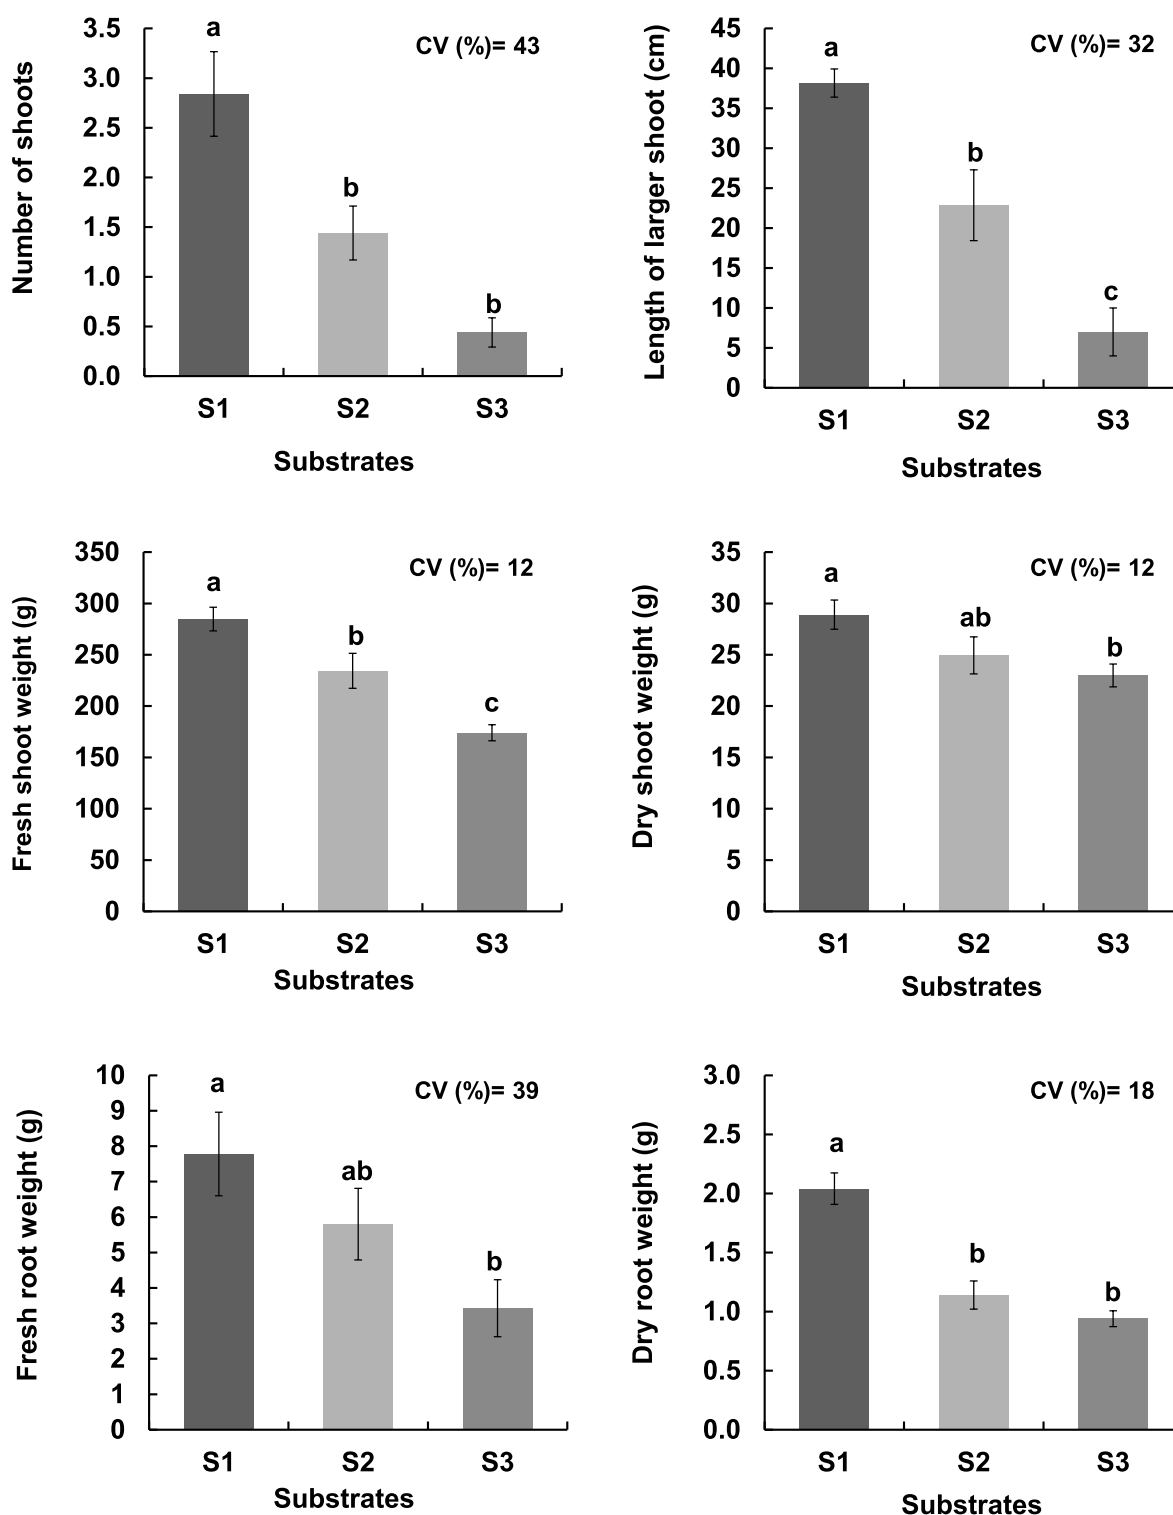 Number of shoots
3.5
3.0
2.5
2.0
1.5
1.0
0.5
0.0
a
b
b
CV (%)= 43
S1 S2 S3
Substrates
Length of larger shoot (cm)
45
40
35
30
25
20
15
10
5
0
a
b
c
CV (%)= 32
S1 S2 S3
Substrates
Fresh shoot weight (g)
350
300
250
200
150
100
50
0
a
b
c
CV (%)= 12
S1 S2 S3
Substrates
Dry shoot weight (g)
35
30
25
20
15
10
5
0
a
ab
b
CV (%)= 12
S1 S2 S3
Substrates
Fresh root weight (g)
10
9
8
7
6
5
4
3
2
1
0
a
ab
b
CV (%)= 39
S1 S2 S3
Substrates
Dry root weight (g)
3.0
2.5
2.0
1.5
1.0
0.5
0.0
a
b
b
CV (%)= 18
S1 S2 S3
Substrates